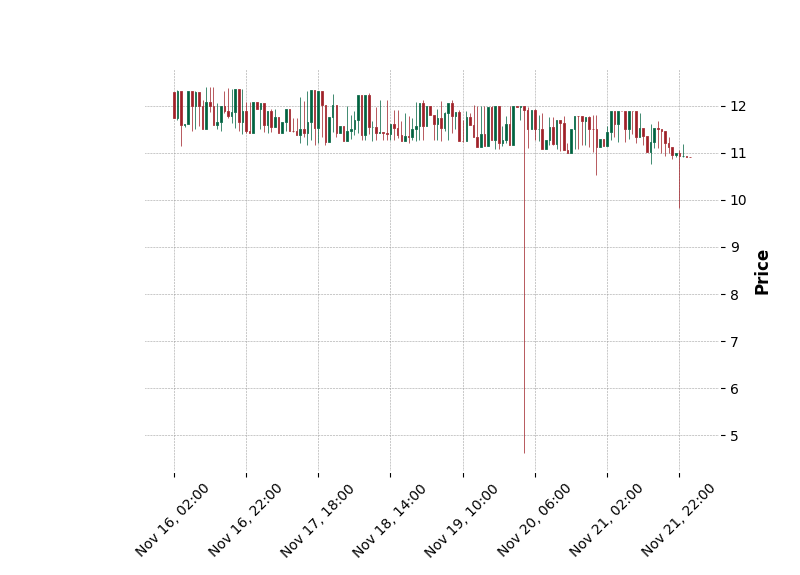 12
11
10
9
8
7
6
5
Price
Nov 16, 02:00
Nov 16, 22:00
Nov 17, 18:00
Nov 18, 14:00
Nov 19, 10:00
Nov 20, 06:00
Nov 21, 02:00
Nov 21, 22:00